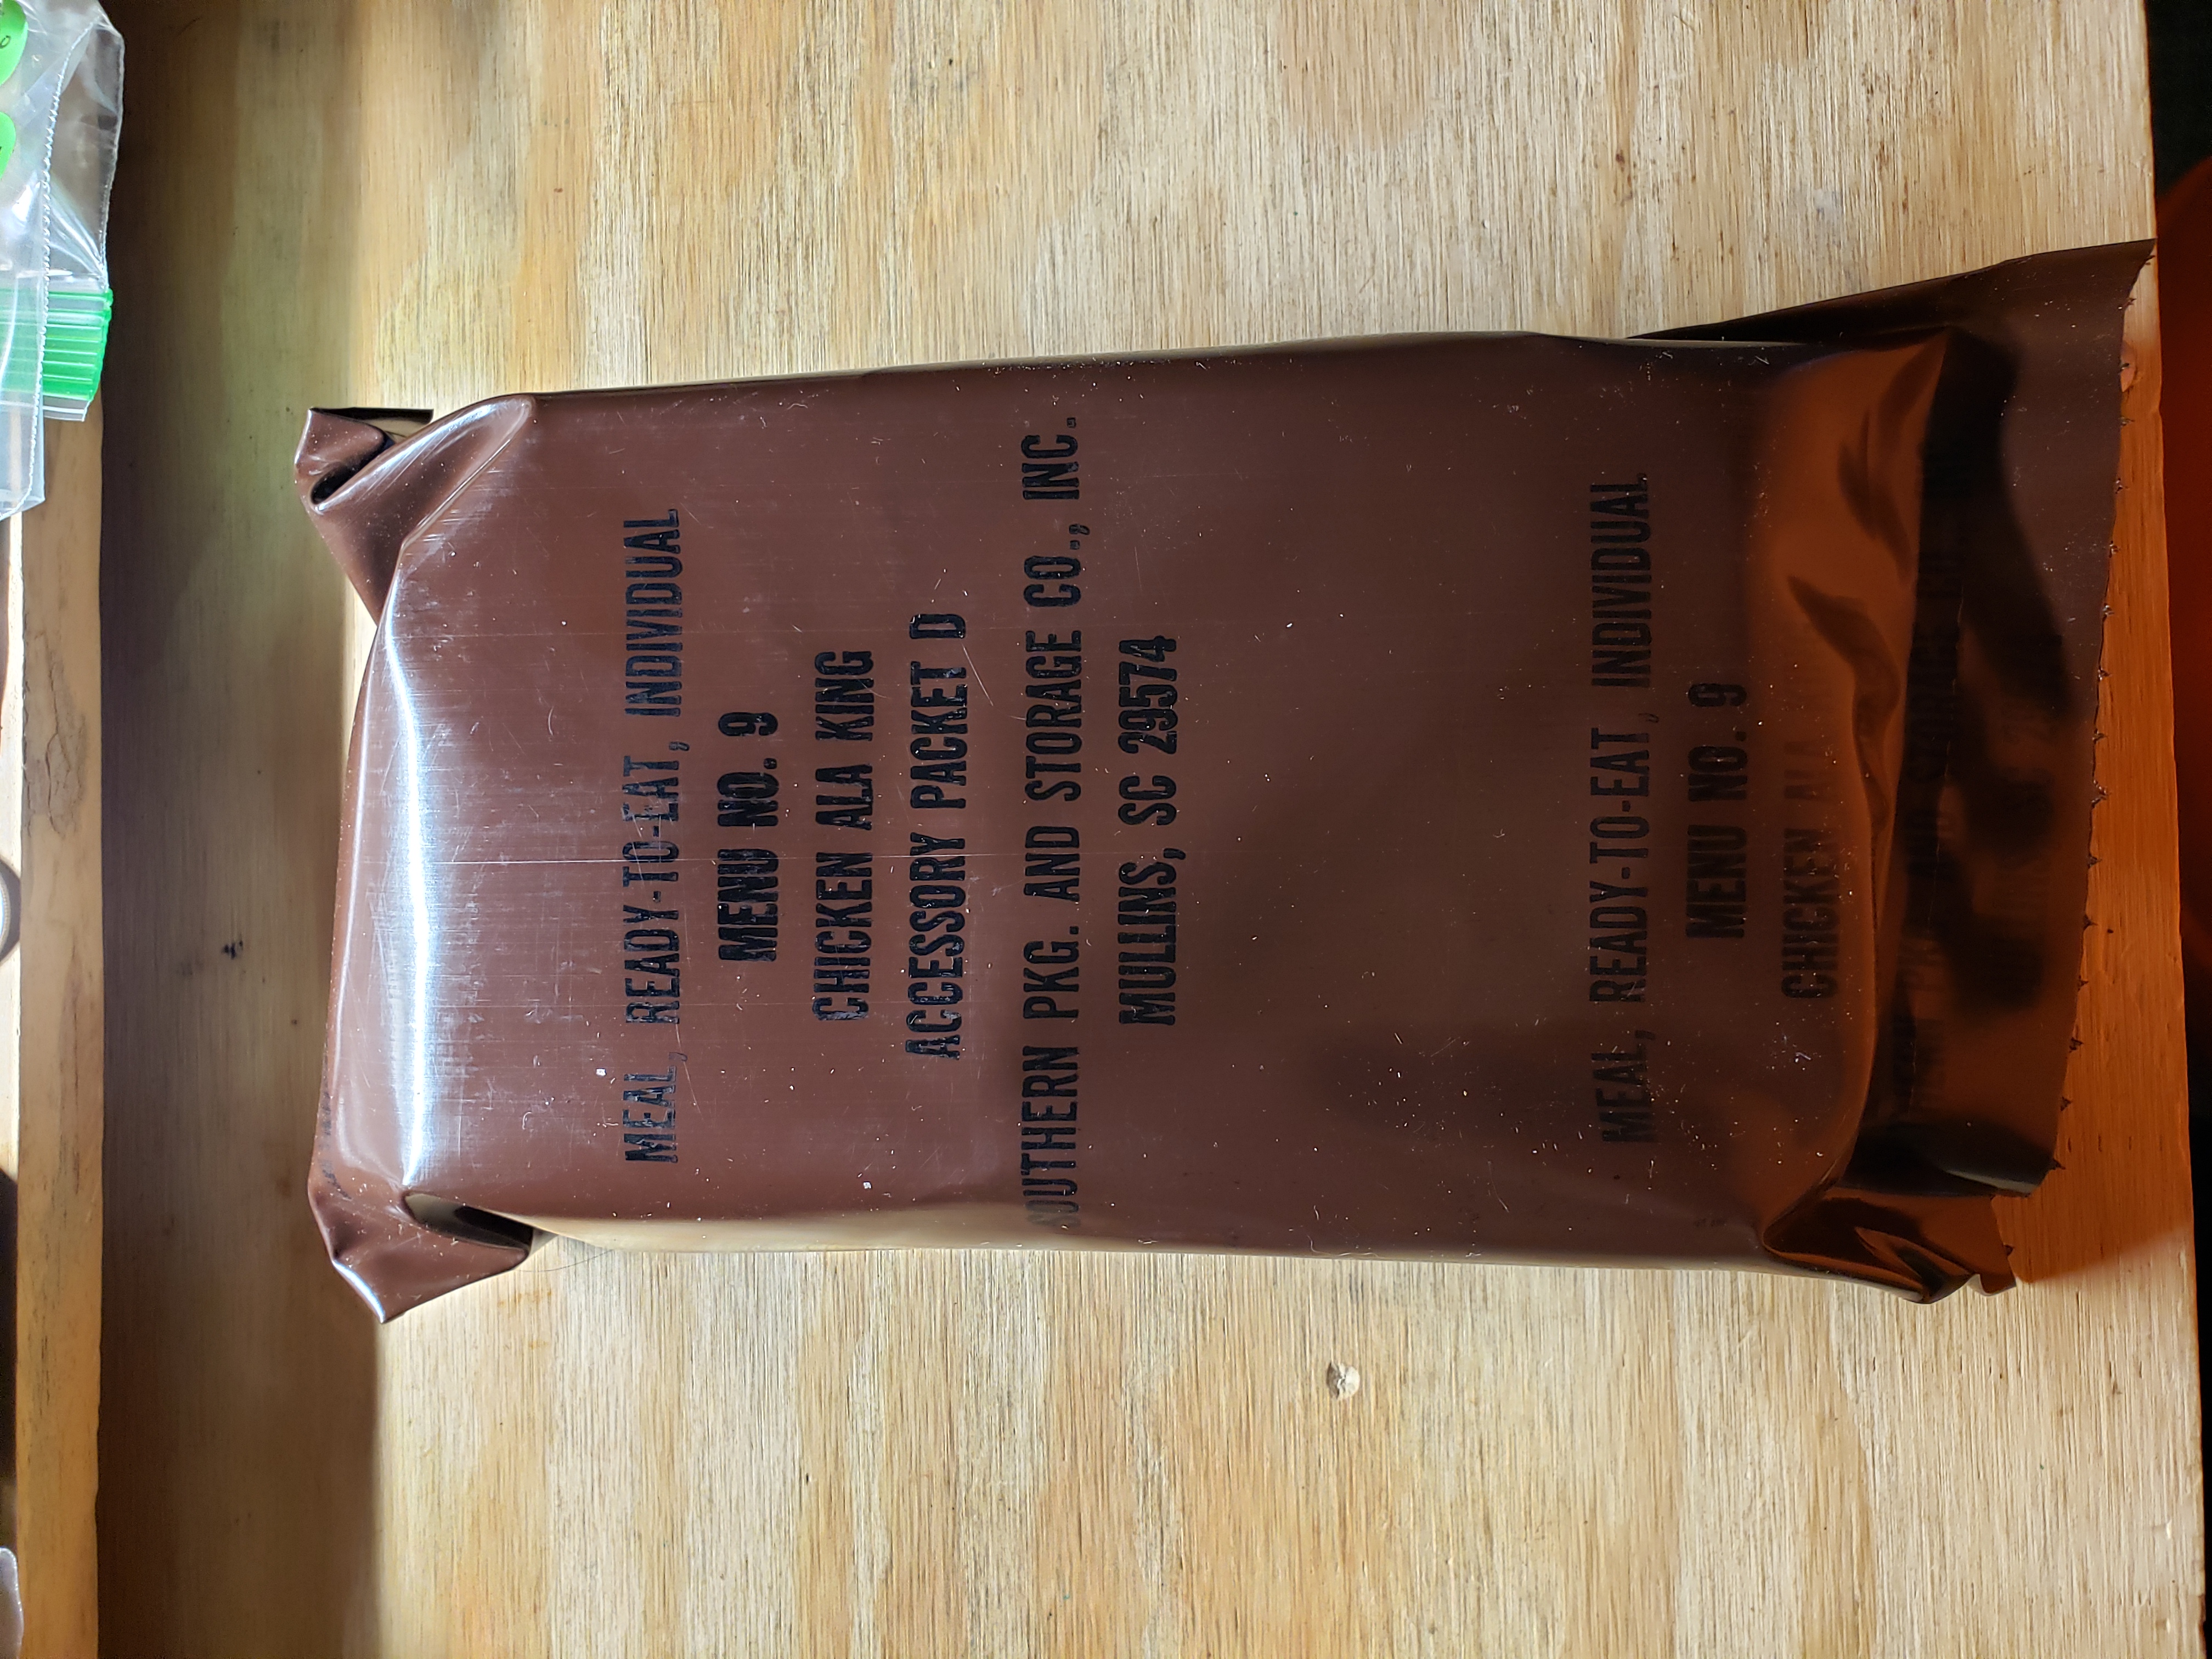 MEAL, READY-TO-EAT, INDIVIDUAL
MENU NO. 9
CHICKEN ALA KING
ACCESSORY PACKET D
SOUTHERN PKG. AND STORAGE CO., INC.
MULLINS, SC 29574
MEAL, READY-TO-EAT, INDIVIDUAL
MENU NO. 9
CHICKEN ALA